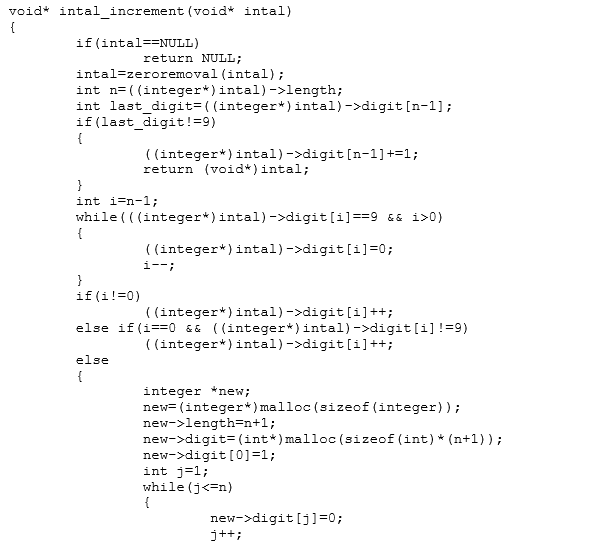 void* intal_increment(void* intal)
{
if(intal==NULL)
return NULL;
intal=zeroremoval(intal);
int n=((integer*)intal)->length;
int last_digit=((integer*)intal)->digit[n-1];
if(last_digit!=9)
{
((integer*)intal)->digit[n-1]+=1;
return (void*)intal;
}
int i=n-1;
while(((integer*)intal)->digit[i]==9 && i>0)
{
((integer*)intal)->digit[i]=0;
i--;
}
if(i!=0)
((integer*)intal)->digit[i]++;
else if(i==0 && ((integer*)intal)->digit[i]!=9)
((integer*)intal)->digit[i]++;
else
{
integer *new;
new=(integer*)malloc(sizeof(integer));
new->length=n+1;
new->digit=(int*)malloc(sizeof(int)*(n+1));
new->digit[0]=1;
int j=1;
while(j<=n)
{
new->digit[j]=0;
j++;